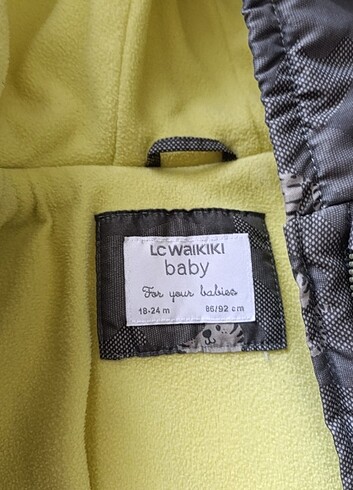 LC WAIKIKI
baby
For your babies
18-24 m 86/92 cm